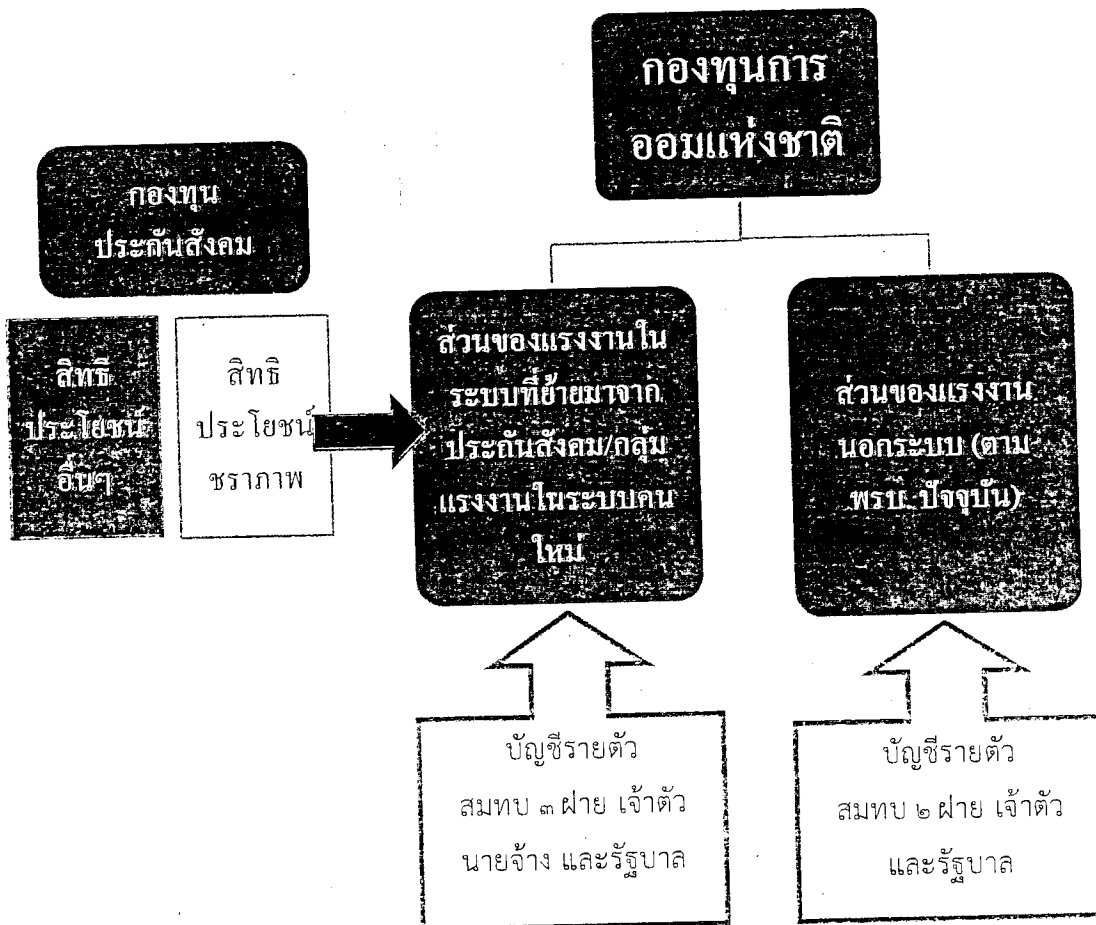 กองทุนการ
ออมแห่งชาติ
กองทุน
ประกันสังคม
สิทธิ
ประโยชน์
อื่นๆ
สิทธิ
ประโยชน์
ชราภาพ
ส่วนของแรงงานใน
ระบบที่ย้ายมาจาก
ประกันสังคม/กลุ่ม
แรงงานในระบบคน
ใหม่
ส่วนของแรงงาน
นอกระบบ (ตาม
พรบ. ปัจจุบัน)
บัญชีรายตัว
สมทบ ๓ ฝ่าย เจ้าตัว
นายจ้าง และรัฐบาล
บัญชีรายตัว
สมทบ ๒ ฝ่าย เจ้าตัว
และรัฐบาล